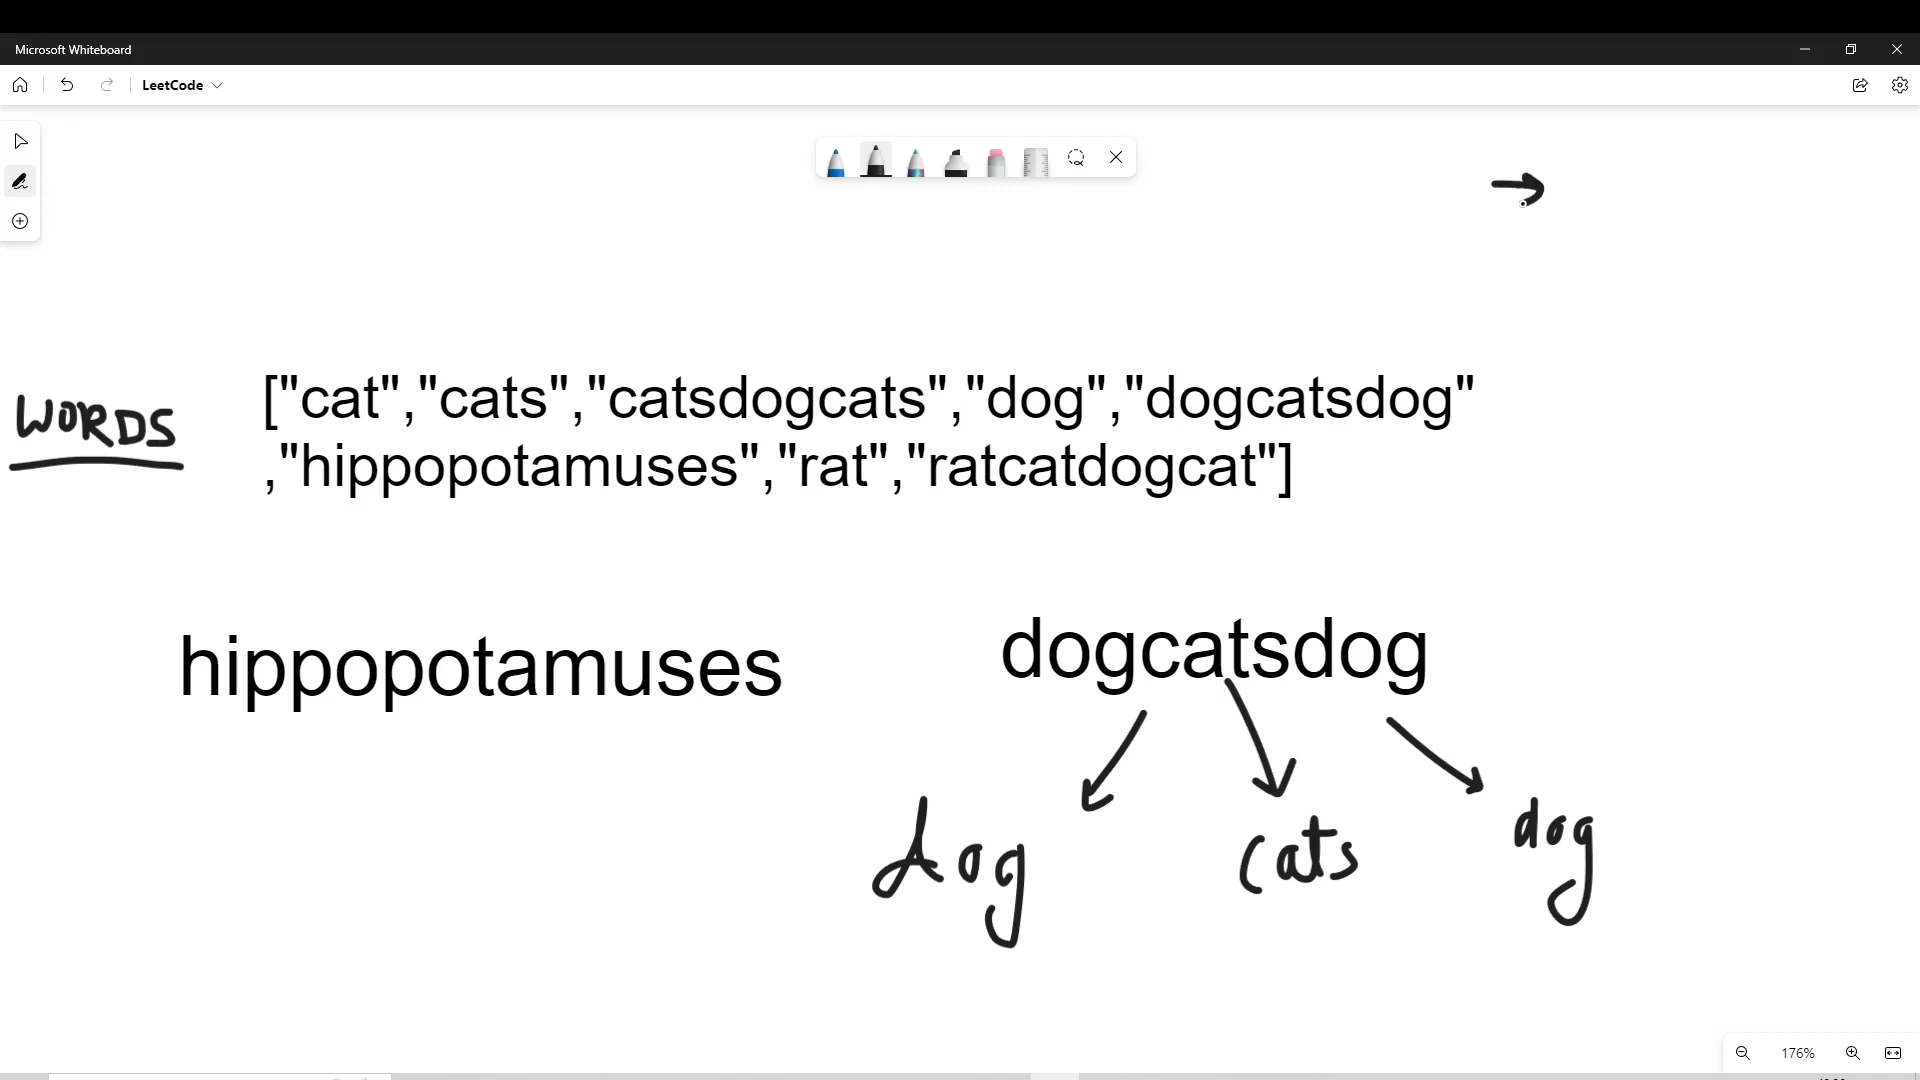 Microsoft Whiteboard
LeetCode
WORDS
["cat","cats","catsdogcats","dog","dogcatsdog"
,"hippopotamuses","rat","ratcatdogcat"]
hippopotamuses
dogcatsdog
dog
cats
dog
176%